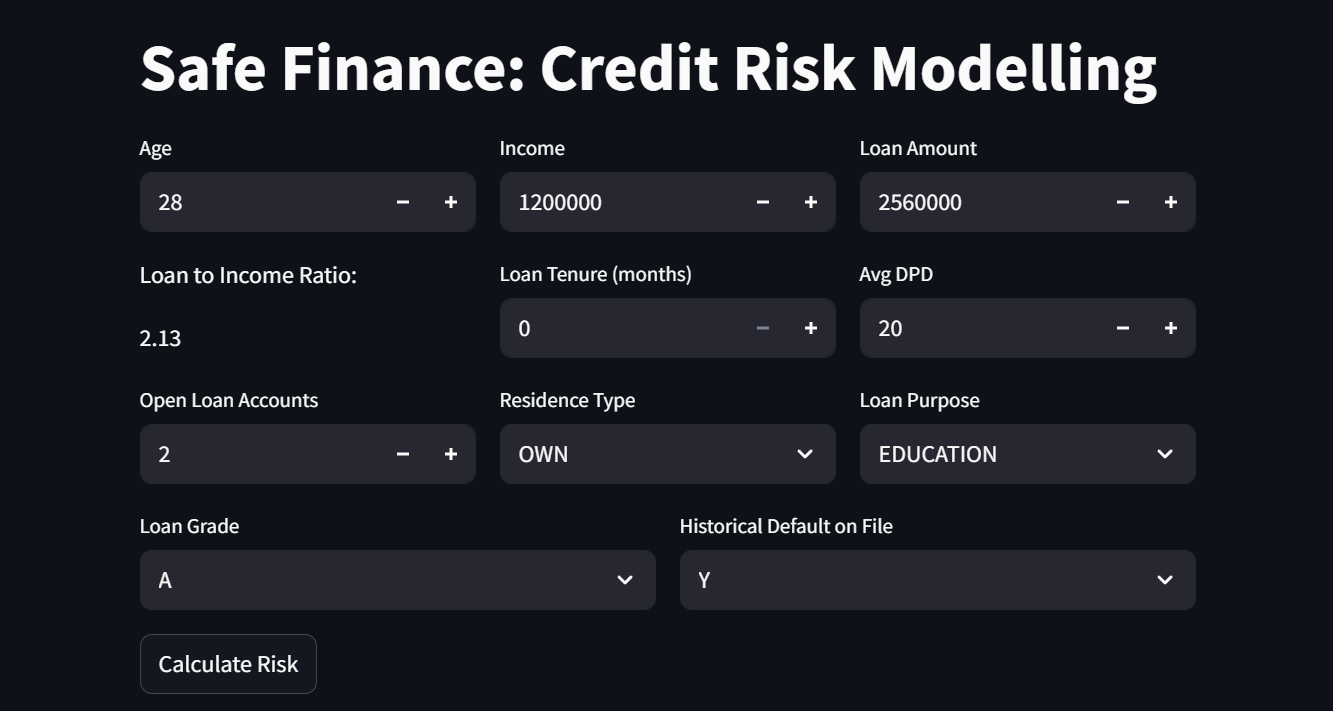 Safe Finance: Credit Risk Modelling
Age
Income
Loan Amount
28
1200000
2560000
Loan to Income Ratio:
Loan Tenure (months)
Avg DPD
2.13
0
20
Open Loan Accounts
Residence Type
Loan Purpose
2
OWN
EDUCATION
Loan Grade
Historical Default on File
A
Y
Calculate Risk